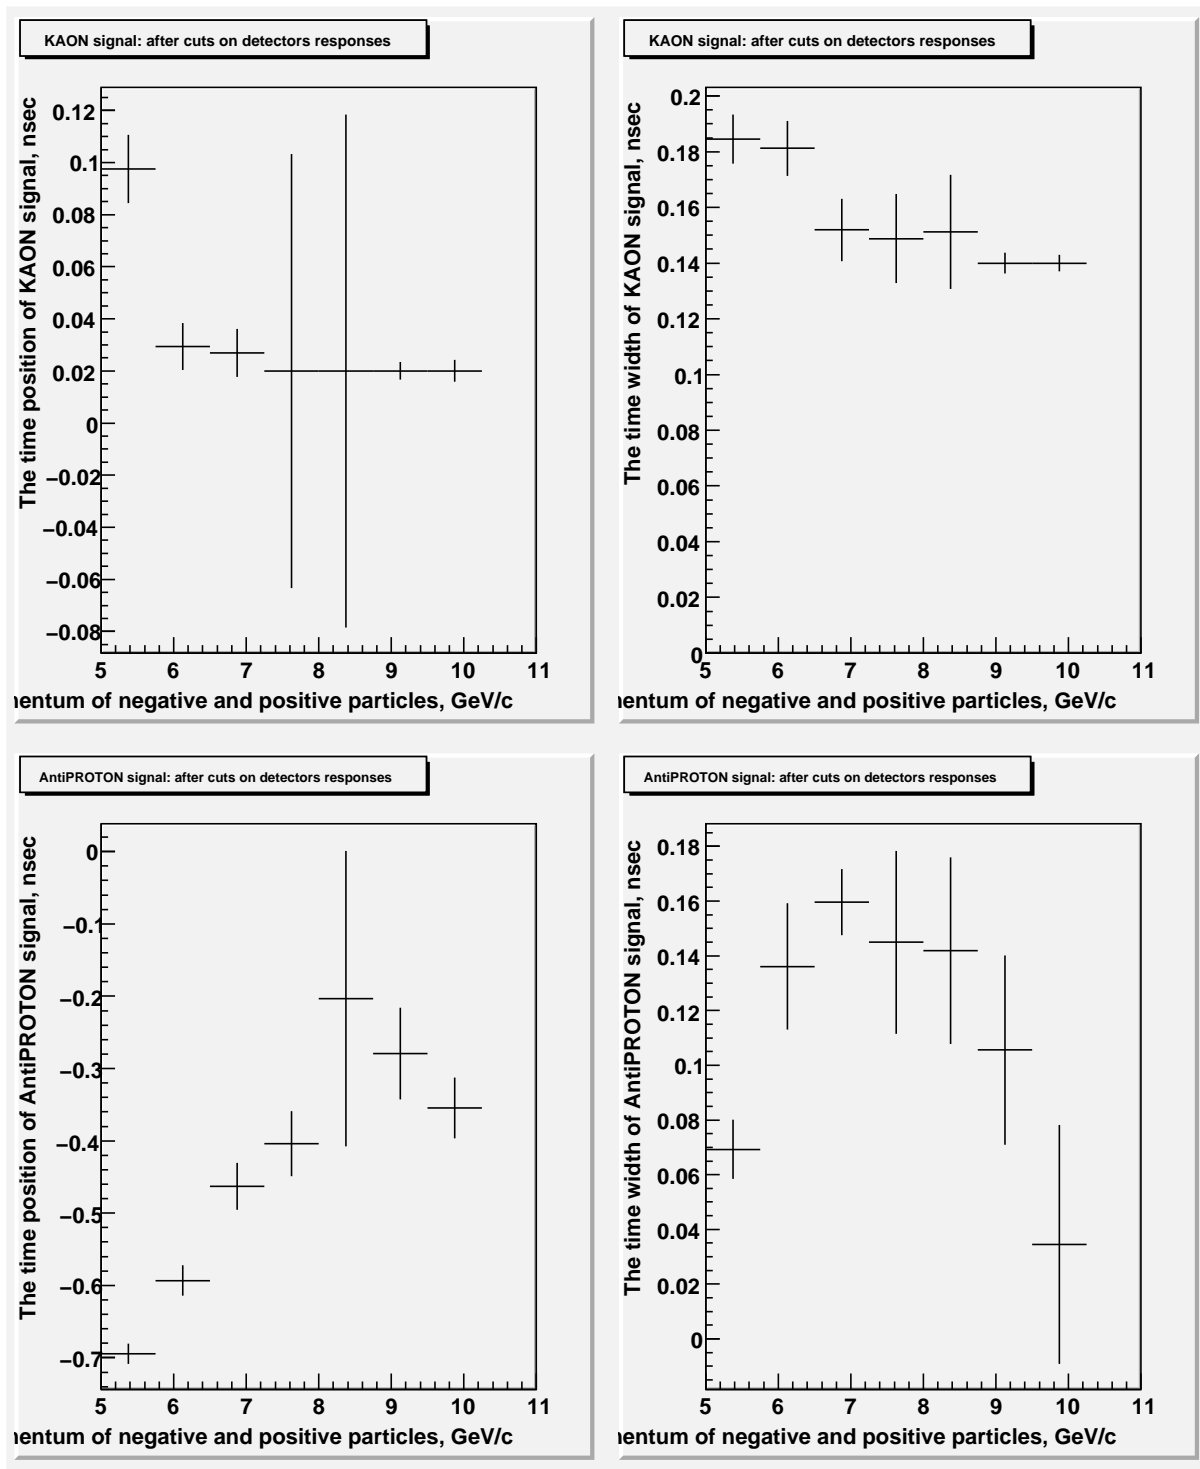 KAON signal: after cuts on detectors responses
The time position of KAON signal, nsec
0.12
0.1
0.08
0.06
0.04
0.02
0
−0.02
−0.04
−0.06
−0.08
5 6 7 8 9 10 11
entum of negative and positive particles, GeV/c
KAON signal: after cuts on detectors responses
The time width of KAON signal, nsec
0.2
0.18
0.16
0.14
0.12
0.1
0.08
0.06
0.04
0.02
0
5 6 7 8 9 10 11
entum of negative and positive particles, GeV/c
AntiPROTON signal: after cuts on detectors responses
The time position of AntiPROTON signal, nsec
0
−0.1
−0.2
−0.3
−0.4
−0.5
−0.6
−0.7
5 6 7 8 9 10 11
entum of negative and positive particles, GeV/c
AntiPROTON signal: after cuts on detectors responses
The time width of AntiPROTON signal, nsec
0.18
0.16
0.14
0.12
0.1
0.08
0.06
0.04
0.02
0
5 6 7 8 9 10 11
entum of negative and positive particles, GeV/c